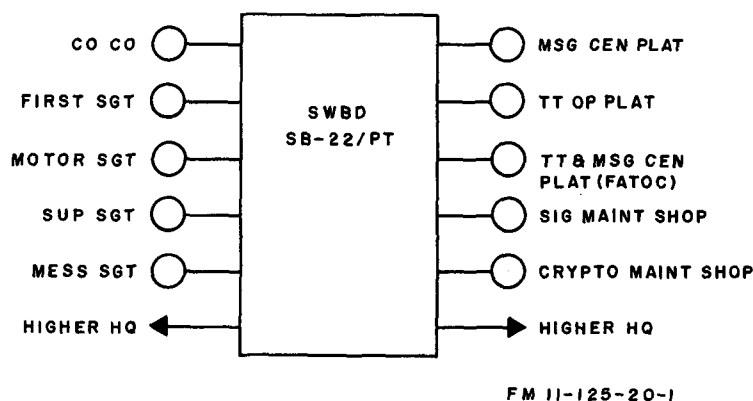 CO CO
FIRST SGT
MOTOR SGT
SUP SGT
MESS SGT
HIGHER HQ
SWBD
SB-22/PT
MSG CEN PLAT
TT OP PLAT
TT & MSG CEN
PLAT (FATOC)
SIG MAINT SHOP
CRYPTO MAINT SHOP
HIGHER HQ
FM 11-125-20-1